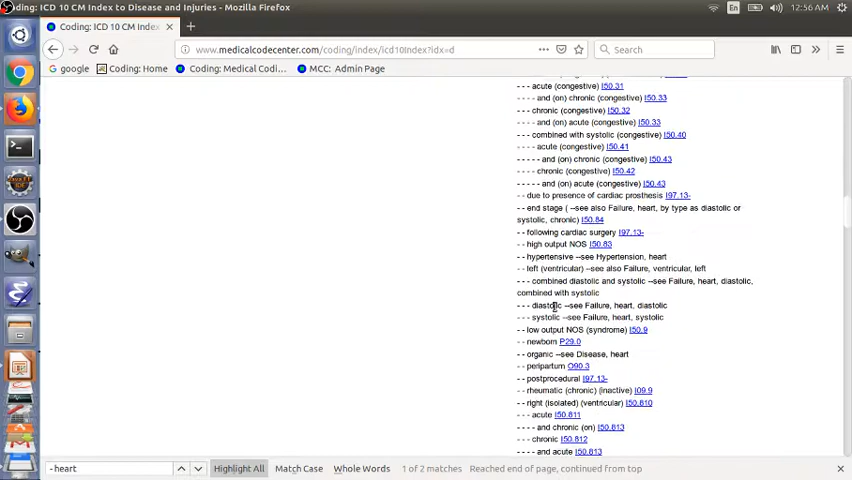 oding: ICD 10 CM Index to Disease and Injuries - Mozilla Firefox
En
12:56 AM
Coding: ICD 10 CM Index
www.medicalcodecenter.com/coding/index/icd10Index?idx=d
Search
google
Coding: Home
Coding: Medical Codi...
MCC: Admin Page
--- acute (congestive) I50.31
---- and (on) chronic (congestive) I50.33
--- chronic (congestive) I50.32
---- and (on) acute (congestive) I50.33
--- combined with systolic (congestive) I50.40
---- acute (congestive) I50.41
----- and (on) chronic (congestive) I50.43
---- chronic (congestive) I50.42
----- and (on) acute (congestive) I50.43
-- due to presence of cardiac prosthesis I97.13-
-- end stage ( --see also Failure, heart, by type as diastolic or
systolic, chronic) I50.84
-- following cardiac surgery I97.13-
-- high output NOS I50.83
-- hypertensive --see Hypertension, heart
-- left (ventricular) --see also Failure, ventricular, left
--- combined diastolic and systolic --see Failure, heart, diastolic,
combined with systolic
--- diastolic --see Failure, heart, diastolic
--- systolic --see Failure, heart, systolic
-- low output NOS (syndrome) I50.9
-- newborn P29.0
-- organic --see Disease, heart
-- peripartum O90.3
-- postprocedural I97.13-
-- rheumatic (chronic) (inactive) I09.9
-- right (isolated) (ventricular) I50.810
--- acute I50.811
---- and chronic (on) I50.813
--- chronic I50.812
---- and acute I50.813
- heart
Highlight All
Match Case
Whole Words
1 of 2 matches
Reached end of page, continued from top